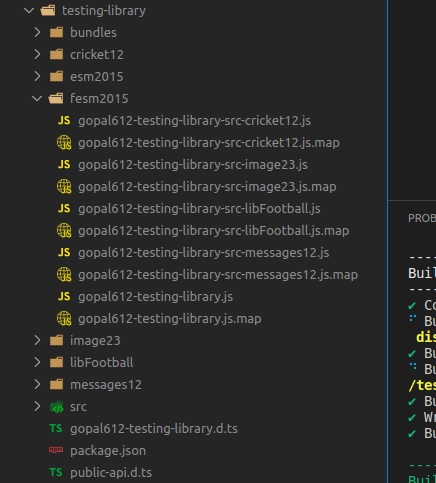 testing-library
bundles
cricket12
esm2015
fesm2015
JS gopal612-testing-library-src-cricket12.js
gopal612-testing-library-src-cricket12.js.map
JS gopal612-testing-library-src-image23.js
gopal612-testing-library-src-image23.js.map
JS gopal612-testing-library-src-libFootball.js
gopal612-testing-library-src-libFootball.js.map
JS gopal612-testing-library-src-messages12.js
gopal612-testing-library-src-messages12.js.map
JS gopal612-testing-library.js
gopal612-testing-library.js.map
image23
libFootball
messages12
src
TS gopal612-testing-library.d.ts
package.json
TS public-api.d.ts
PROB
----
Buil
----
✔ Co
Bu
dis
✔ Bu
Bu
/tes
✔ Bu
✔ Wr
✔ Bu
----
Buil